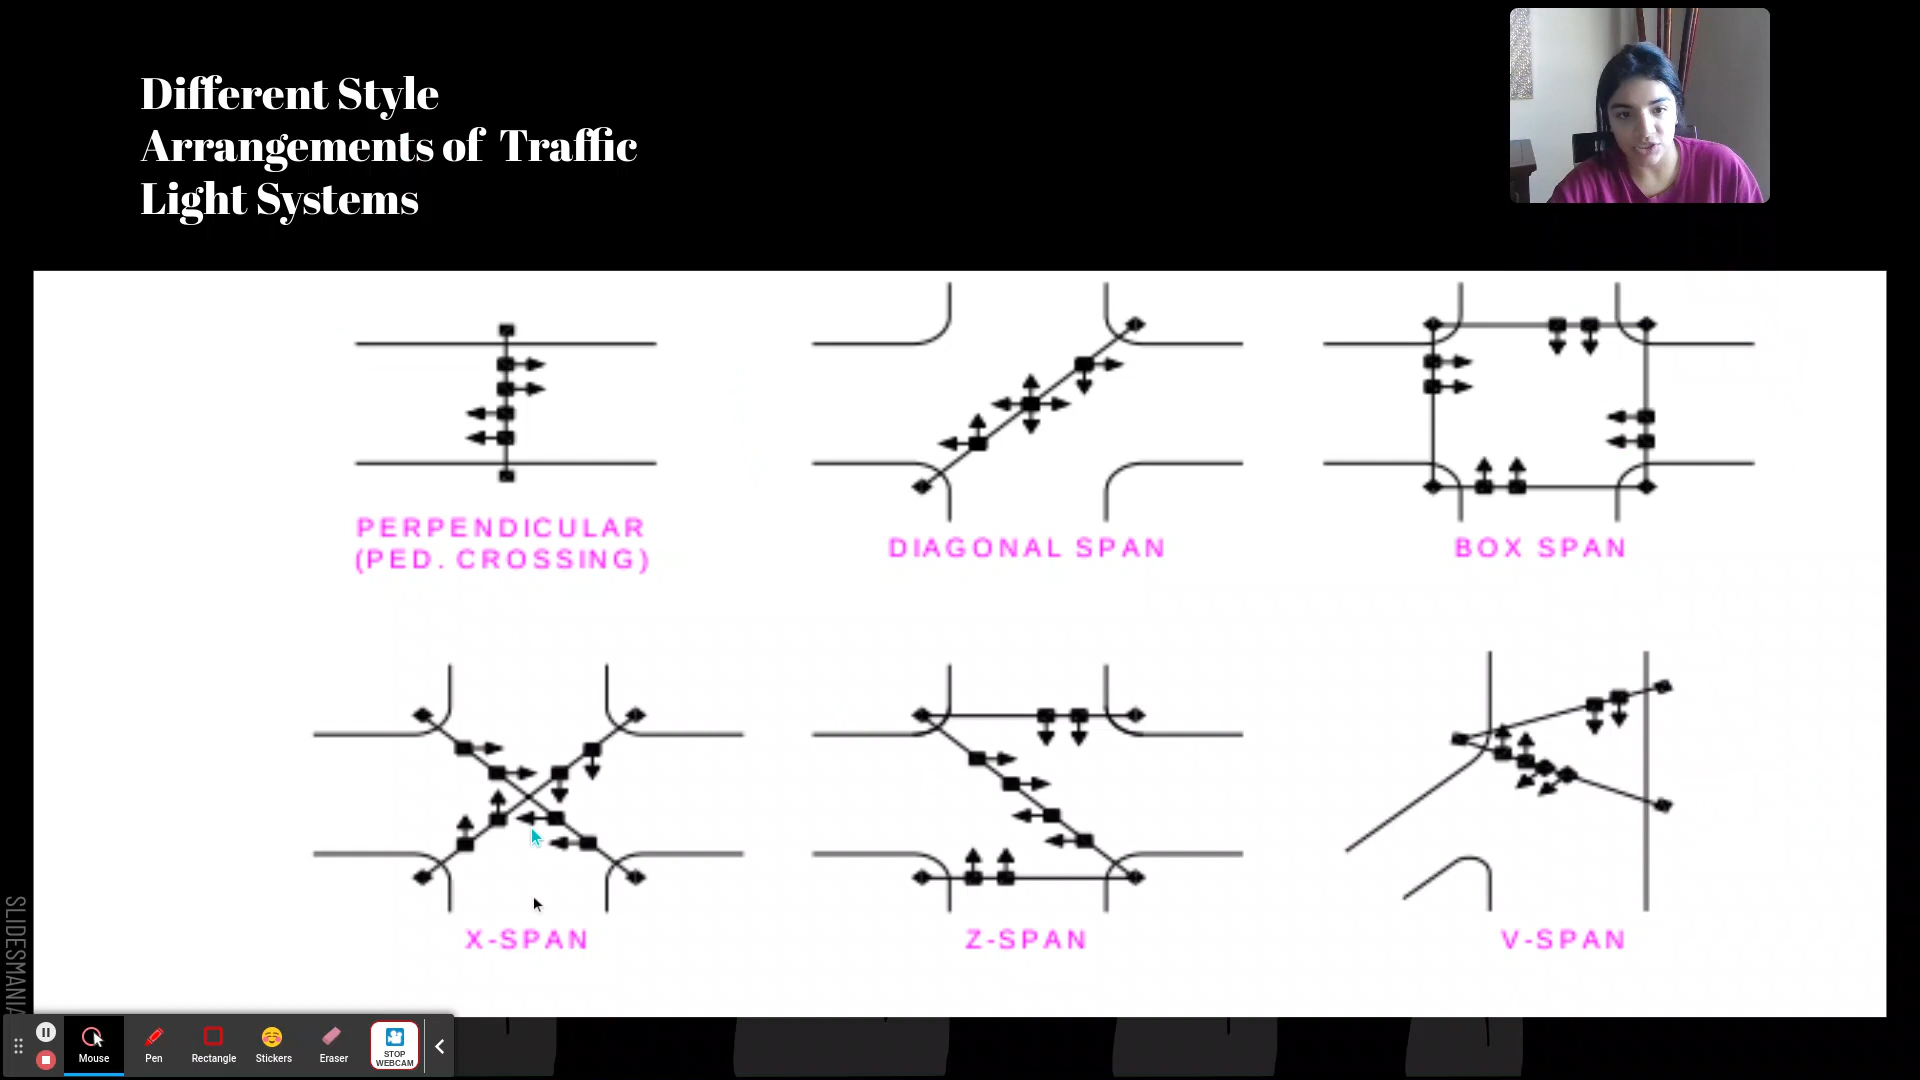 Different Style
Arrangements of Traffic
Light Systems
PERPENDICULAR
(PED. CROSSING)
DIAGONAL SPAN
BOX SPAN
X-SPAN
Z-SPAN
V-SPAN
SLIDESMANIA
Mouse
Pen
Rectangle
Stickers
Eraser
STOP
WEBCAM